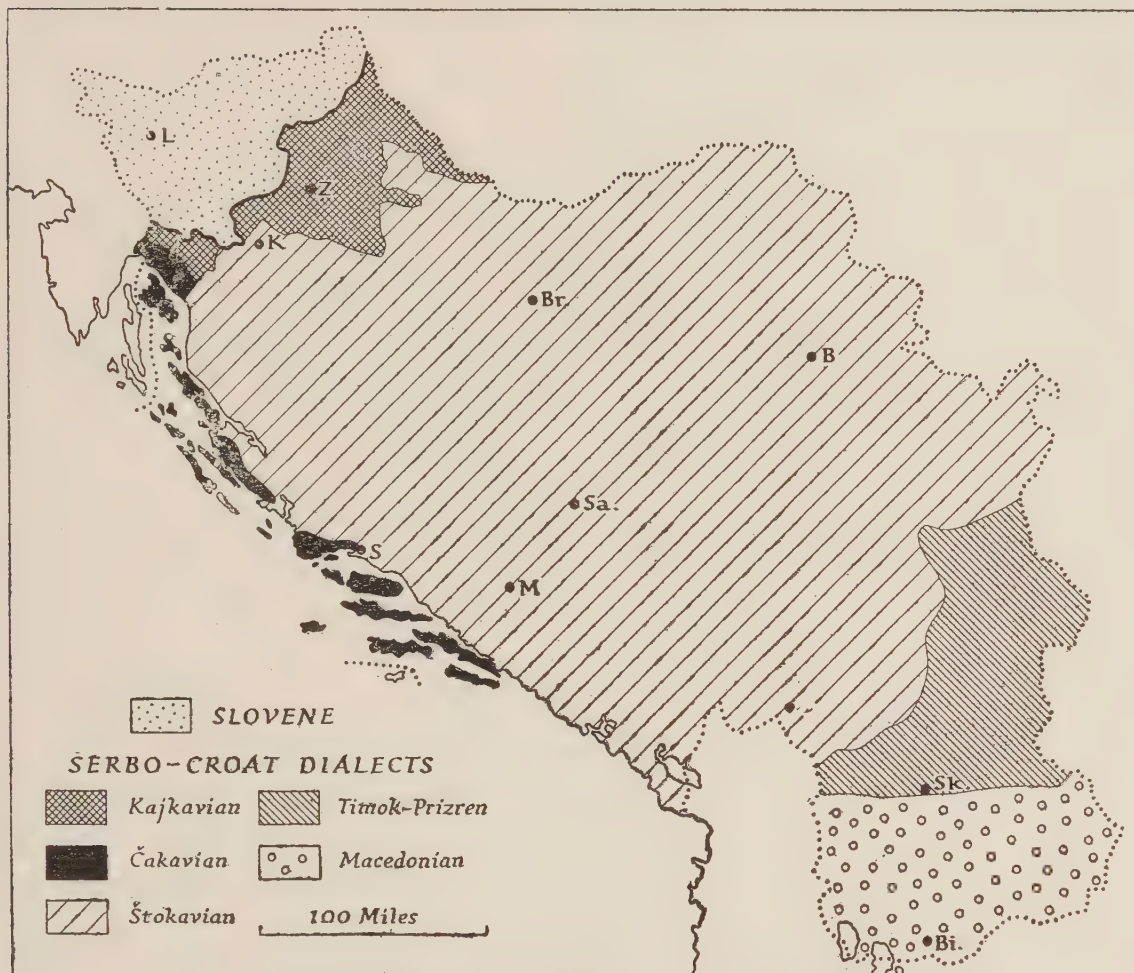 L
Z
K
Br.
B
Sa.
S
M
Sk.
Bi.
SLOVENE
SERBO-CROAT DIALECTS
Kajkavian
Timok-Prizren
Čakavian
Macedonian
Štokavian
100 Miles